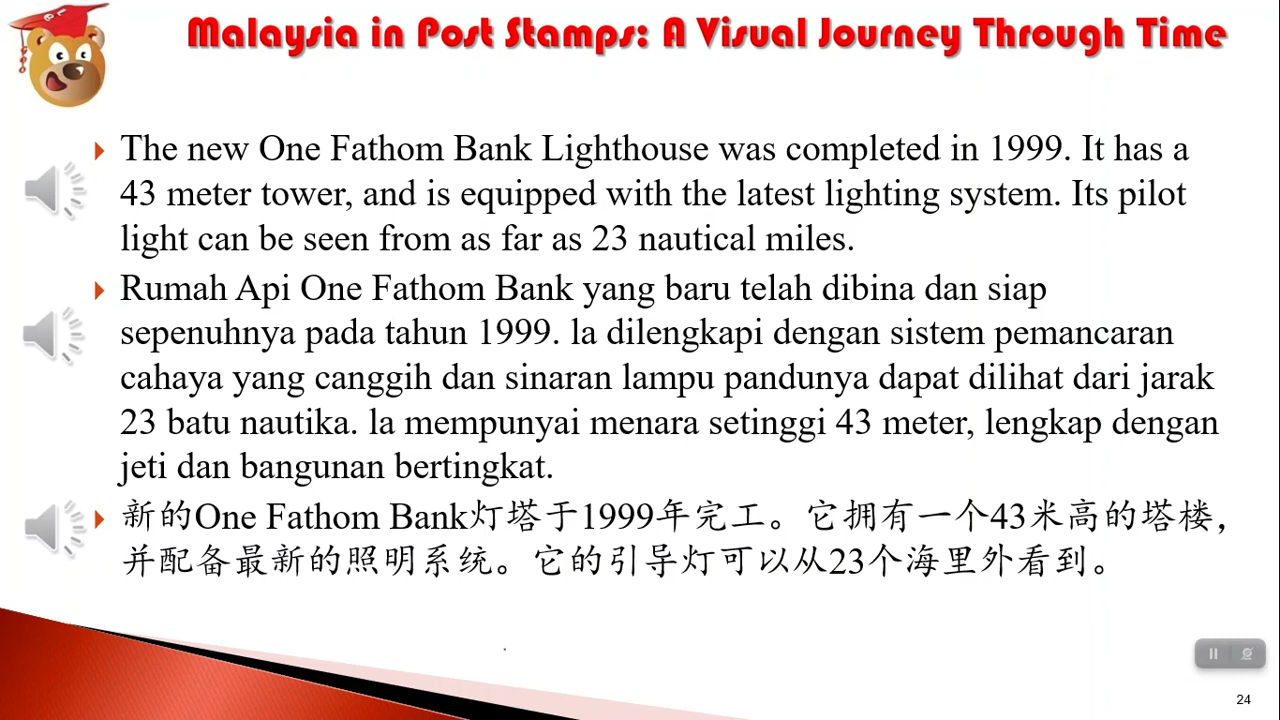 Malaysia in Post Stamps: A Visual Journey Through Time
The new One Fathom Bank Lighthouse was completed in 1999. It has a
43 meter tower, and is equipped with the latest lighting system. Its pilot
light can be seen from as far as 23 nautical miles.
Rumah Api One Fathom Bank yang baru telah dibina dan siap
sepenuhnya pada tahun 1999. la dilengkapi dengan sistem pemancaran
cahaya yang canggih dan sinaran lampu pandunya dapat dilihat dari jarak
23 batu nautika. la mempunyai menara setinggi 43 meter, lengkap dengan
jeti dan bangunan bertingkat.
新的One Fathom Bank灯塔于1999年完工。它拥有一个43米高的塔楼，
并配备最新的照明系统。它的引导灯可以从23个海里外看到。
24